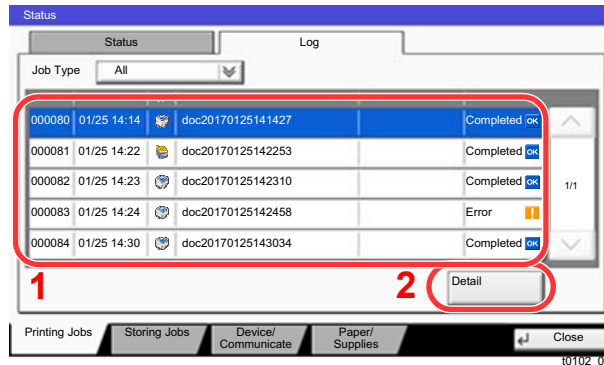 Status
Status Log
Job Type All
000080 01/25 14:14 doc20170125141427 Completed OK
000081 01/25 14:22 doc20170125142253 Completed OK
000082 01/25 14:23 doc20170125142310 Completed OK
1/1
000083 01/25 14:24 doc20170125142458 Error !
000084 01/25 14:30 doc20170125143034 Completed OK
1 2 Detail
Printing Jobs Storing Jobs Device/ Paper/ Close
Communicate Supplies
t0102_0